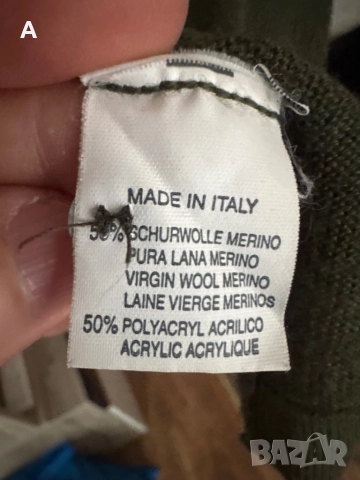 A
MADE IN ITALY
50% SCHURWOLLE MERINO
PURA LANA MERINO
VIRGIN WOOL MERINO
LAINE VIERGE MERINOS
50% POLYACRYL ACRILICO
ACRYLIC ACRYLIQUE
BAZAR